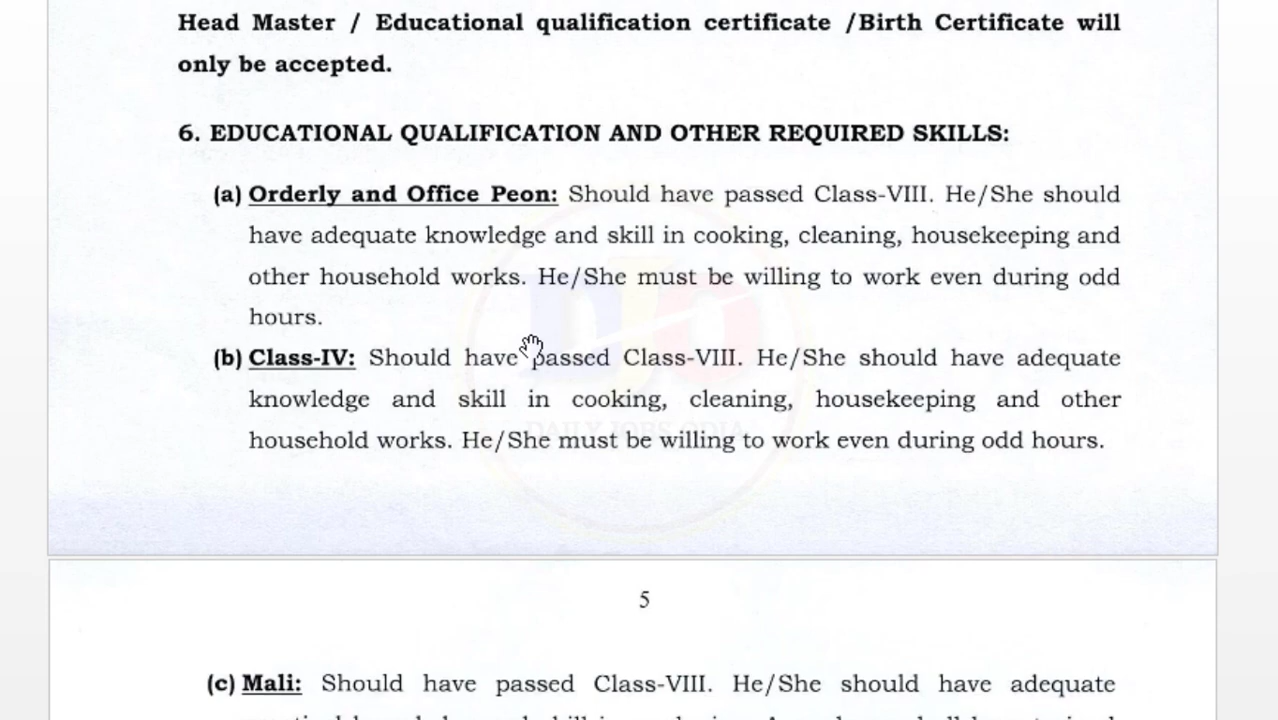 Head Master / Educational qualification certificate /Birth Certificate will
only be accepted.
6. EDUCATIONAL QUALIFICATION AND OTHER REQUIRED SKILLS:
(a) Orderly and Office Peon: Should have passed Class-VIII. He/She should
have adequate knowledge and skill in cooking, cleaning, housekeeping and
other household works. He/She must be willing to work even during odd
hours.
(b) Class-IV: Should have passed Class-VIII. He/She should have adequate
knowledge and skill in cooking, cleaning, housekeeping and other
household works. He/She must be willing to work even during odd hours.
DAILY JOBS ODIA
5
(c) Mali: Should have passed Class-VIII. He/She should have adequate